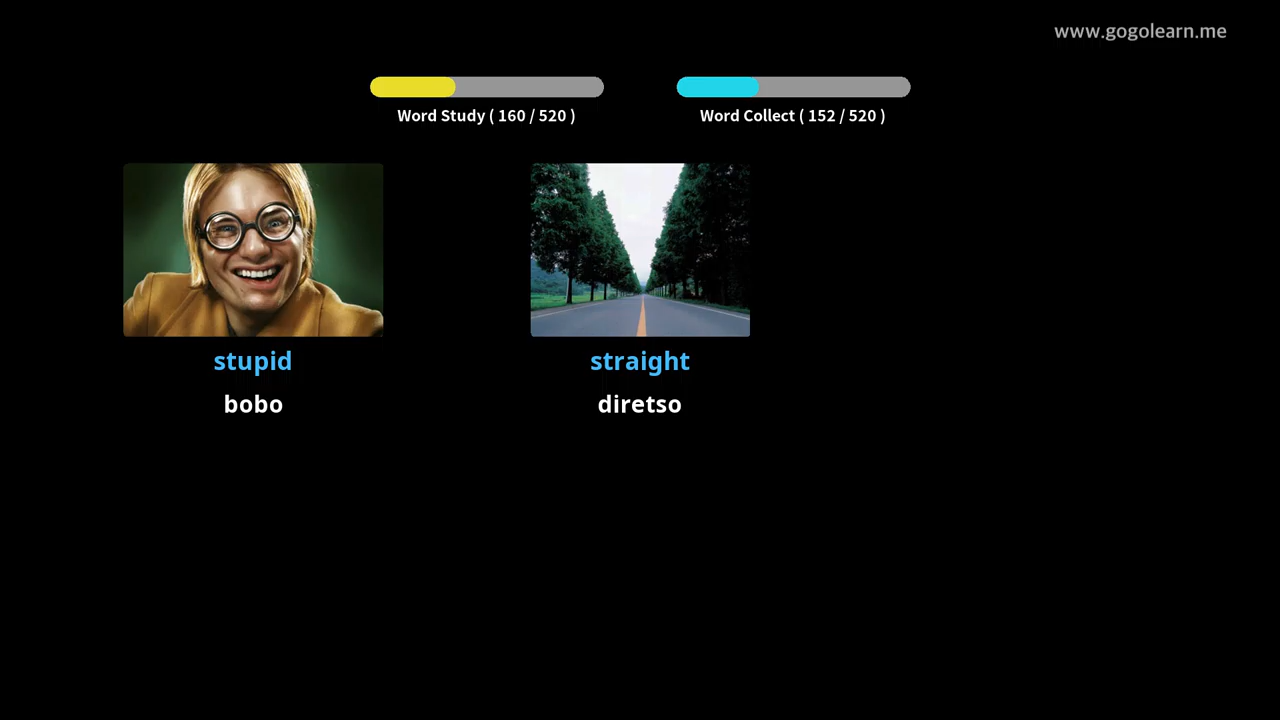 www.gogolearn.me
Word Study ( 160 / 520 )
Word Collect ( 152 / 520 )
stupid
bobo
straight
diretso